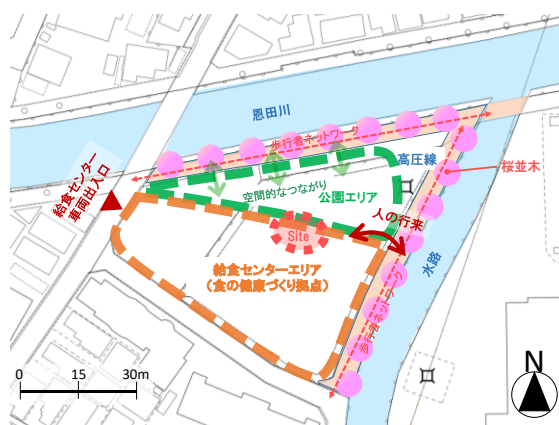 恩田川
歩行者ネットワーク
高圧線
桜並木
給食センター
車両出入口
空間的なつながり
公園エリア
人の行来
Site
水路
給食センターエリア
(食の健康づくり拠点)
歩行者ネットワーク
0 15 30m
N